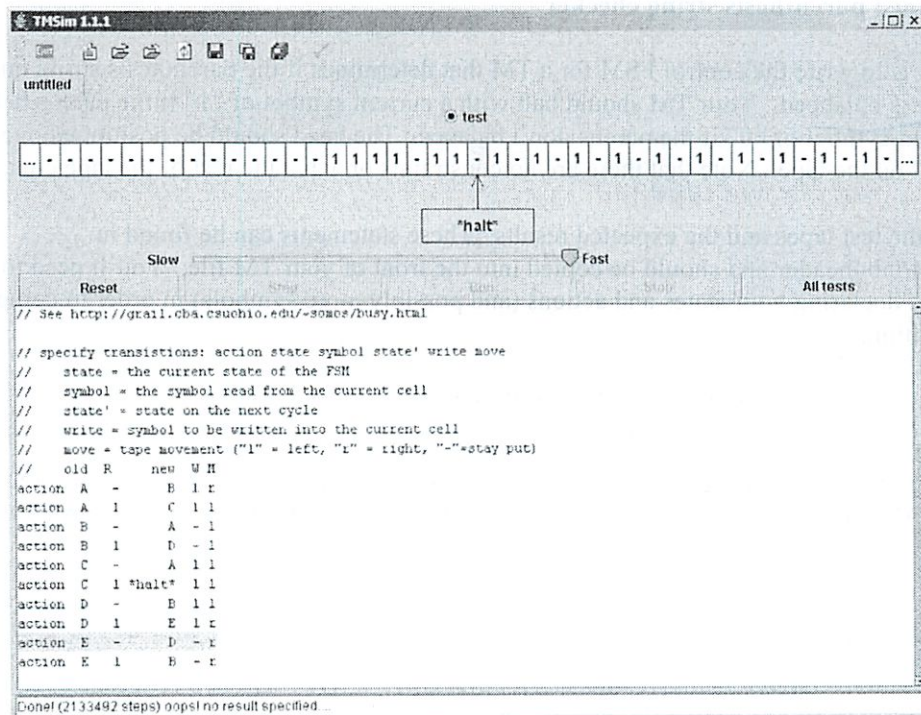 TMSim 1.1.1
untitled
test
... - - - - - - - - - - - - - 1 1 1 1 - 1 1 - 1 - 1 - 1 - 1 - 1 - 1 - 1 - 1 - 1 - ...
*halt*
Slow Fast
Reset All tests
// See http://grail.cba.csuohio.edu/~somos/busy.html
// specify transistions: action state symbol state' write move
// state = the current state of the FSM
// symbol = the symbol read from the current cell
// state' = state on the next cycle
// write = symbol to be written into the current cell
// move = tape movement ("l" = left, "r" = right, "-"=stay put)
// old R new W M
action A - B 1 r
action A 1 C 1 l
action B - A - l
action B 1 D - l
action C - A 1 l
action C 1 *halt* 1 l
action D - B 1 l
action D 1 E 1 r
action E - D - r
action E 1 B - r
Done! (2133492 steps) oops! no result specified....